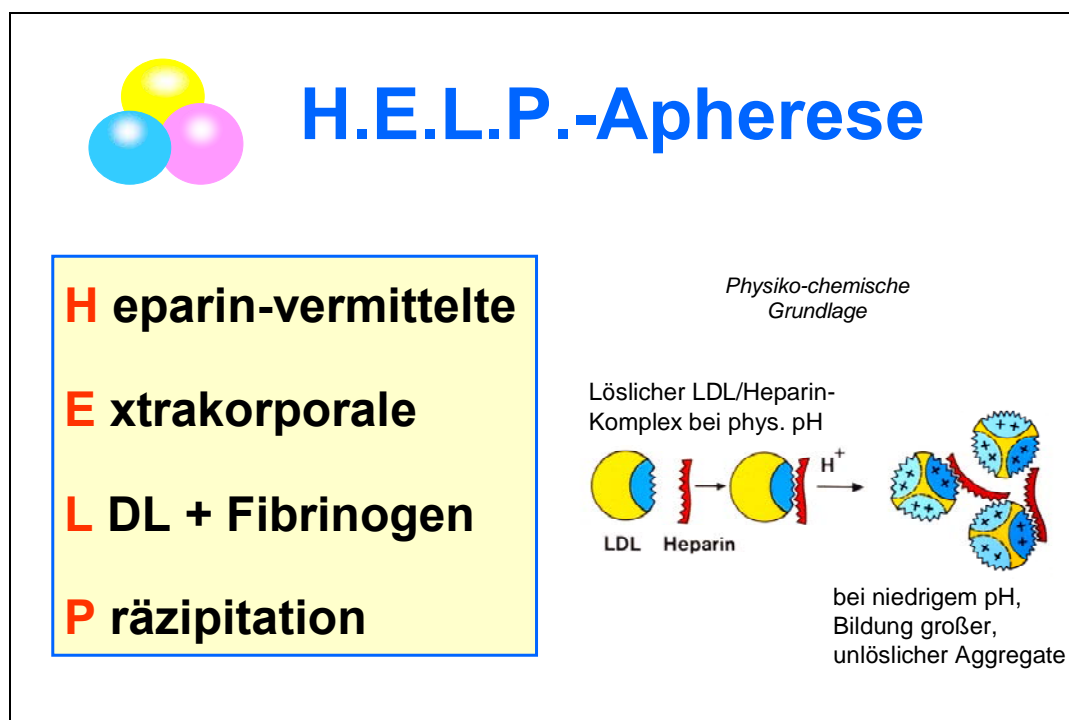 H.E.L.P.-Apherese
H eparin-vermittelte
E xtrakorporale
L DL + Fibrinogen
P räzipitation
Physiko-chemische
Grundlage
Löslicher LDL/Heparin-
Komplex bei phys. pH
H+
LDL Heparin
++
++
++
++
++
++
++
bei niedrigem pH,
Bildung großer,
unlöslicher Aggregate